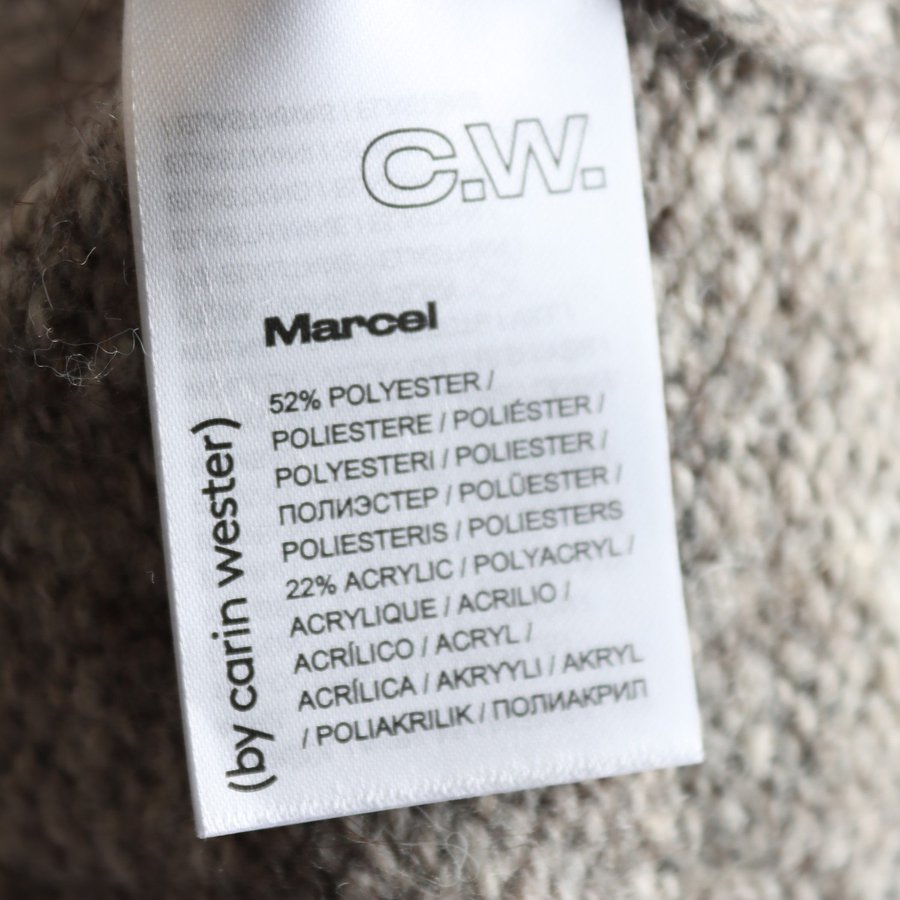 C.W.
Marcel
52% POLYESTER /
POLIESTERE / POLIÉSTER /
POLYESTERI / POLIESTER /
ПОЛИЭСТЕР / POLÜESTER /
POLIESTERIS / POLIESTERS
22% ACRYLIC / POLYACRYL /
ACRYLIQUE / ACRILIO /
ACRÍLICO / ACRYL /
ACRÍLICA / AKRYYLI / AKRYL
/ POLIAKRILIK / ПОЛИАКРИЛ
(by carin wester)